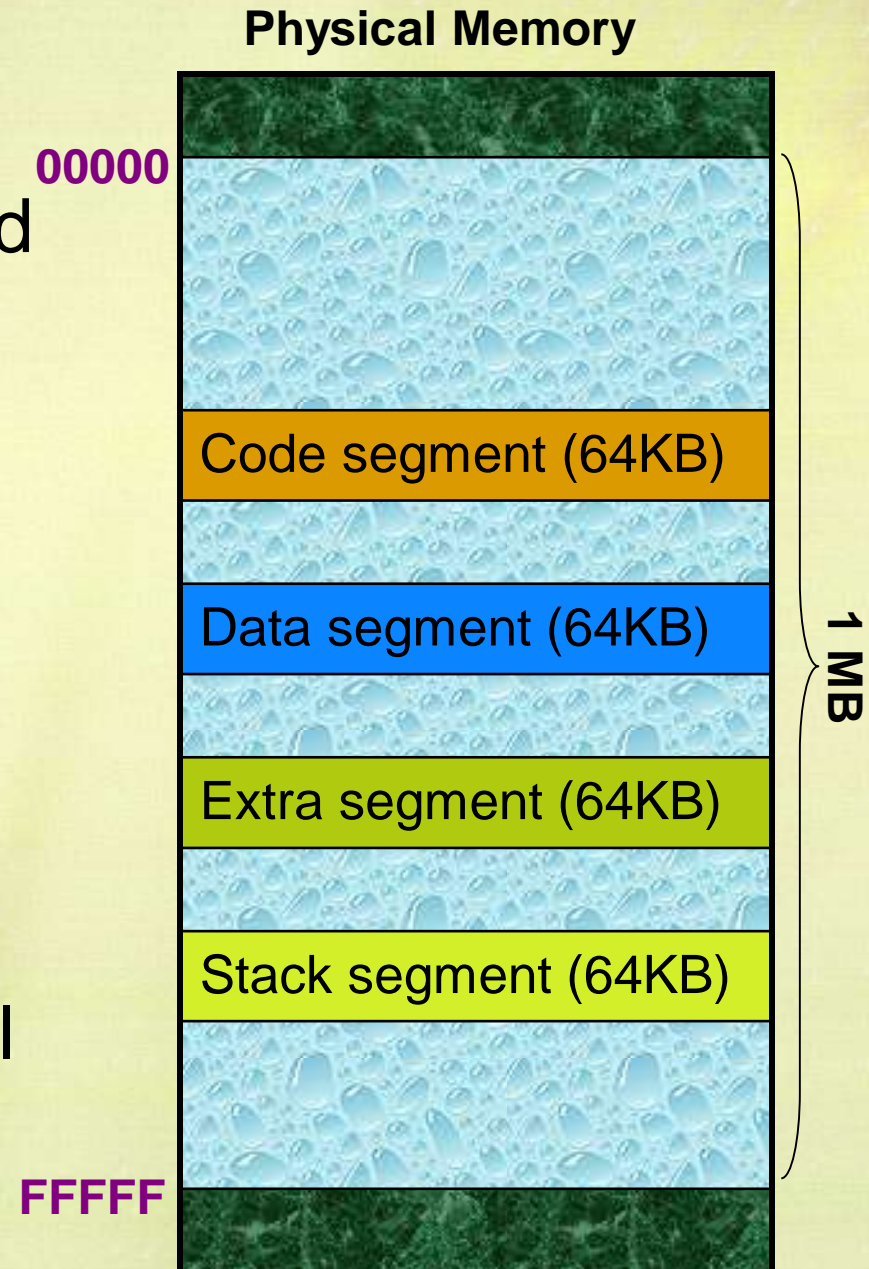 Physical Memory
00000
d
Code segment (64KB)
Data segment (64KB)
1 MB
Extra segment (64KB)
Stack segment (64KB)
l
FFFFF